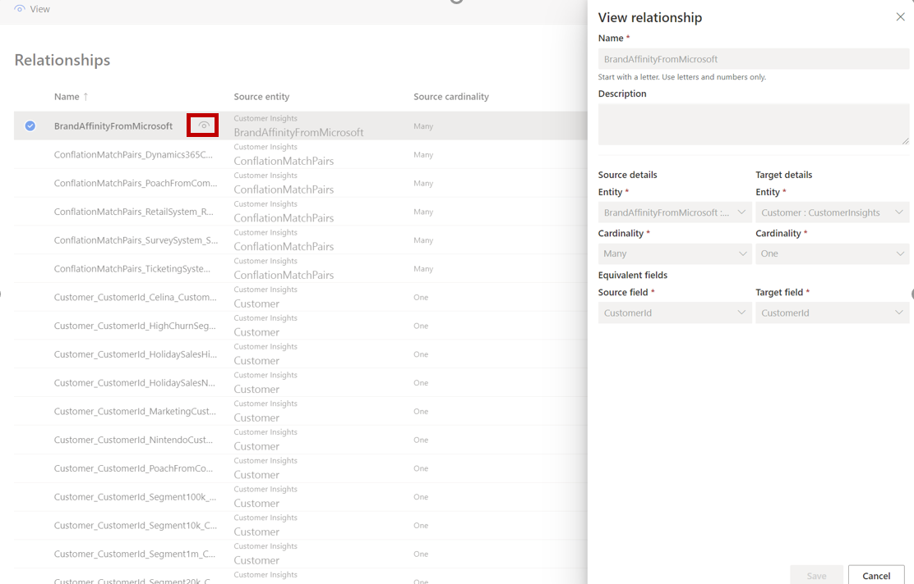 View
Relationships
Name ↑ Source entity Source cardinality
BrandAffinityFromMicrosoft Customer Insights Many
BrandAffinityFromMicrosoft
ConflationMatchPairs_Dynamics365C... Customer Insights Many
ConflationMatchPairs
ConflationMatchPairs_PoachFromCom... Customer Insights Many
ConflationMatchPairs
ConflationMatchPairs_RetailSystem_R... Customer Insights Many
ConflationMatchPairs
ConflationMatchPairs_SurveySystem_S... Customer Insights Many
ConflationMatchPairs
ConflationMatchPairs_TicketingSyste... Customer Insights Many
ConflationMatchPairs
Customer_CustomerId_Celina_Custom... Customer Insights One
Customer
Customer_CustomerId_HighChurnSeg... Customer Insights One
Customer
Customer_CustomerId_HolidaySalesHi... Customer Insights One
Customer
Customer_CustomerId_HolidaySalesN... Customer Insights One
Customer
Customer_CustomerId_MarketingCust... Customer Insights One
Customer
Customer_CustomerId_NintendoCust... Customer Insights One
Customer
Customer_CustomerId_PoachFromCo... Customer Insights One
Customer
Customer_CustomerId_Segment100k_... Customer Insights One
Customer
Customer_CustomerId_Segment10k_C... Customer Insights One
Customer
Customer_CustomerId_Segment1m_C... Customer Insights One
Customer
Customer_CustomerId_Segment20k_C... Customer Insights One
View relationship
Name *
BrandAffinityFromMicrosoft
Start with a letter. Use letters and numbers only.
Description
Source details Target details
Entity * Entity *
BrandAffinityFromMicrosoft :... Customer : CustomerInsights
Cardinality * Cardinality *
Many One
Equivalent fields
Source field * Target field *
CustomerId CustomerId
Save Cancel